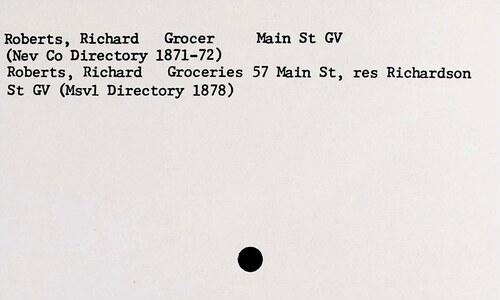 Roberts, Richard Grocer Main St GV
(Nev Co Directory 1871-72)
Roberts, Richard Groceries 57 Main St, res Richardson
St GV (Msvl Directory 1878)